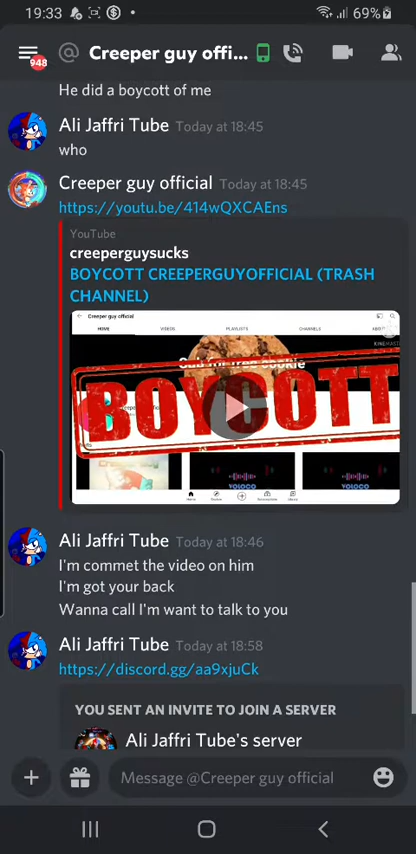 19:33
69%
948
@ Creeper guy offi...
He did a boycott of me
Ali Jaffri Tube Today at 18:45
who
Creeper guy official Today at 18:45
https://youtu.be/414wQXCAEns
YouTube
creeperguysucks
BOYCOTT CREEPERGUYOFFICIAL (TRASH
CHANNEL)
Creeper guy official
HOME VIDEOS PLAYLISTS CHANNELS
KINEMASTER
BOYCOTT
VOLOCO VOLOCO
Ali Jaffri Tube Today at 18:46
I'm commet the video on him
I'm got your back
Wanna call I'm want to talk to you
Ali Jaffri Tube Today at 18:58
https://discord.gg/aa9xjuCk
YOU SENT AN INVITE TO JOIN A SERVER
Ali Jaffri Tube's server
Message @Creeper guy official